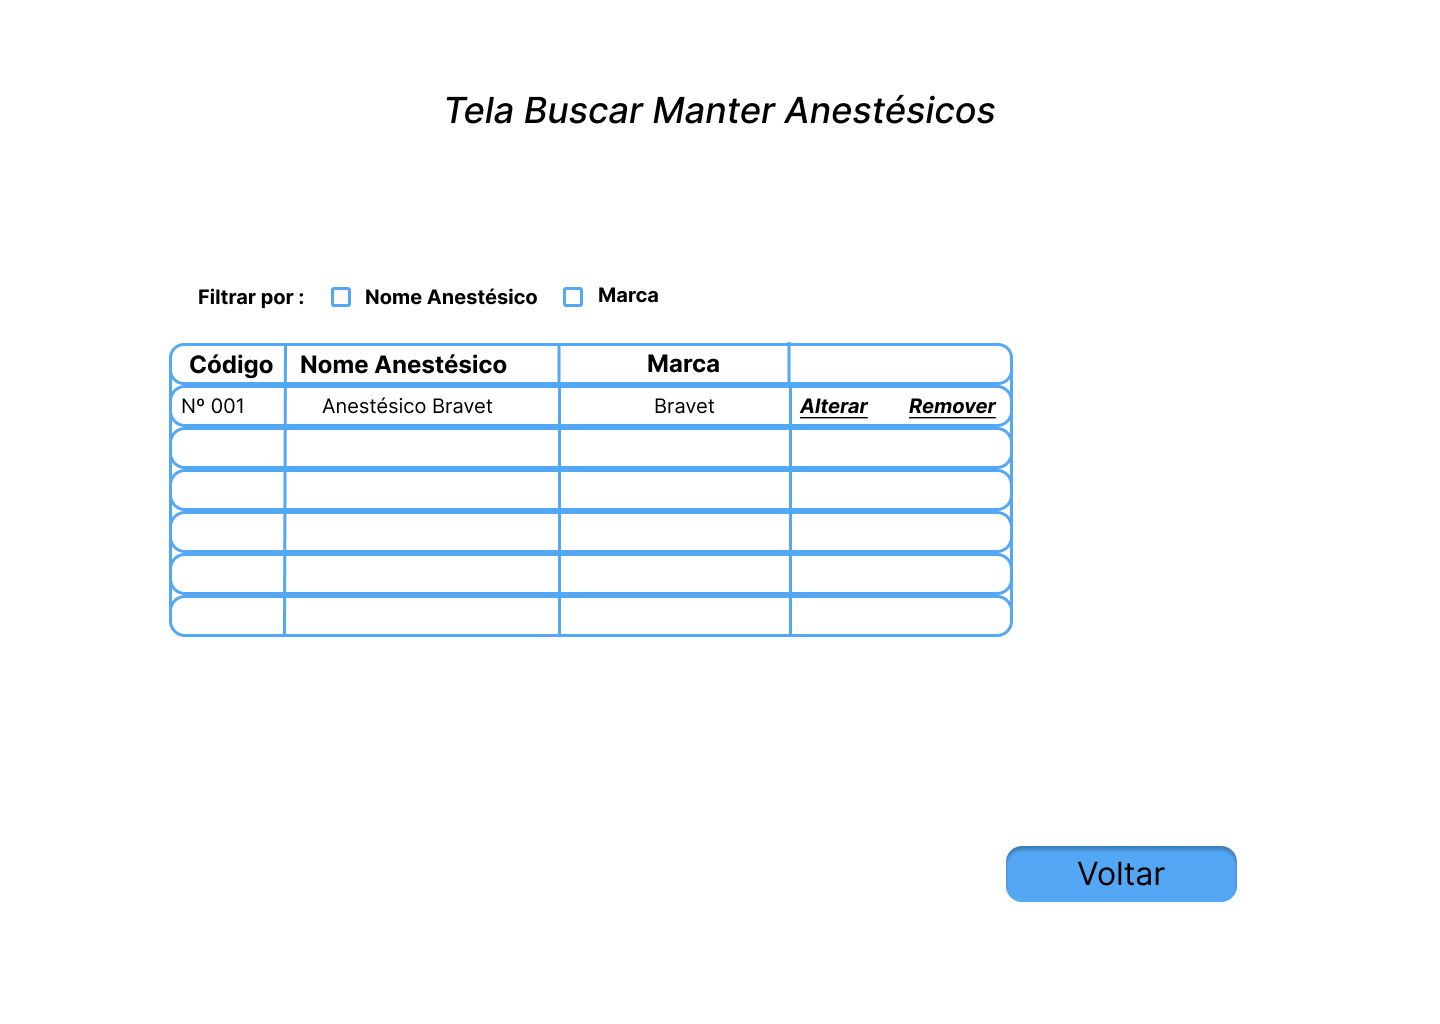 Tela Buscar Manter Anestésicos
Filtrar por : Nome Anestésico Marca
Código Nome Anestésico Marca
Nº 001 Anestésico Bravet Bravet Alterar Remover
Voltar